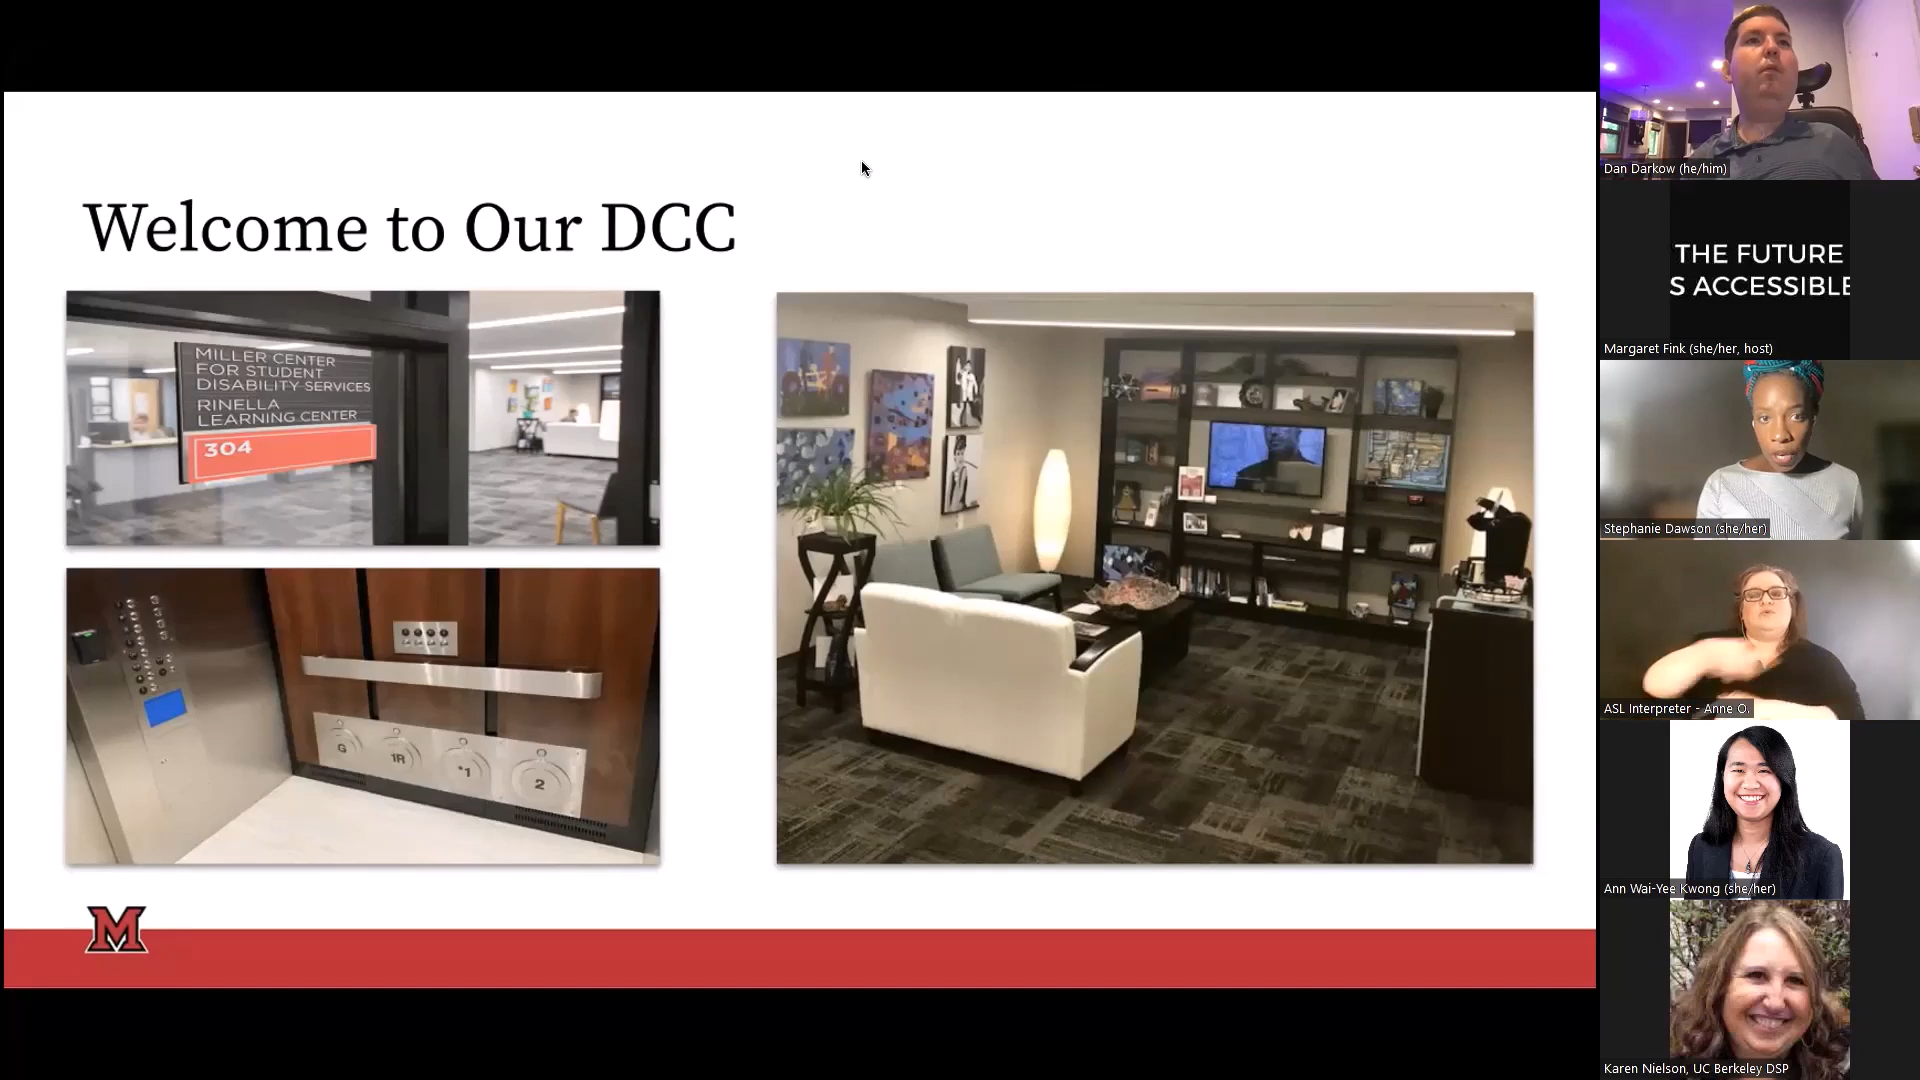 Welcome to Our DCC
MILLER CENTER
FOR STUDENT
DISABILITY SERVICES
RINELLA
LEARNING CENTER
304
G
1R
*1
2
M
Dan Darkow (he/him)
THE FUTURE
S ACCESSIBLE
Margaret Fink (she/her, host)
Stephanie Dawson (she/her)
ASL Interpreter - Anne O.
Ann Wai-Yee Kwong (she/her)
Karen Nielson, UC Berkeley DSP